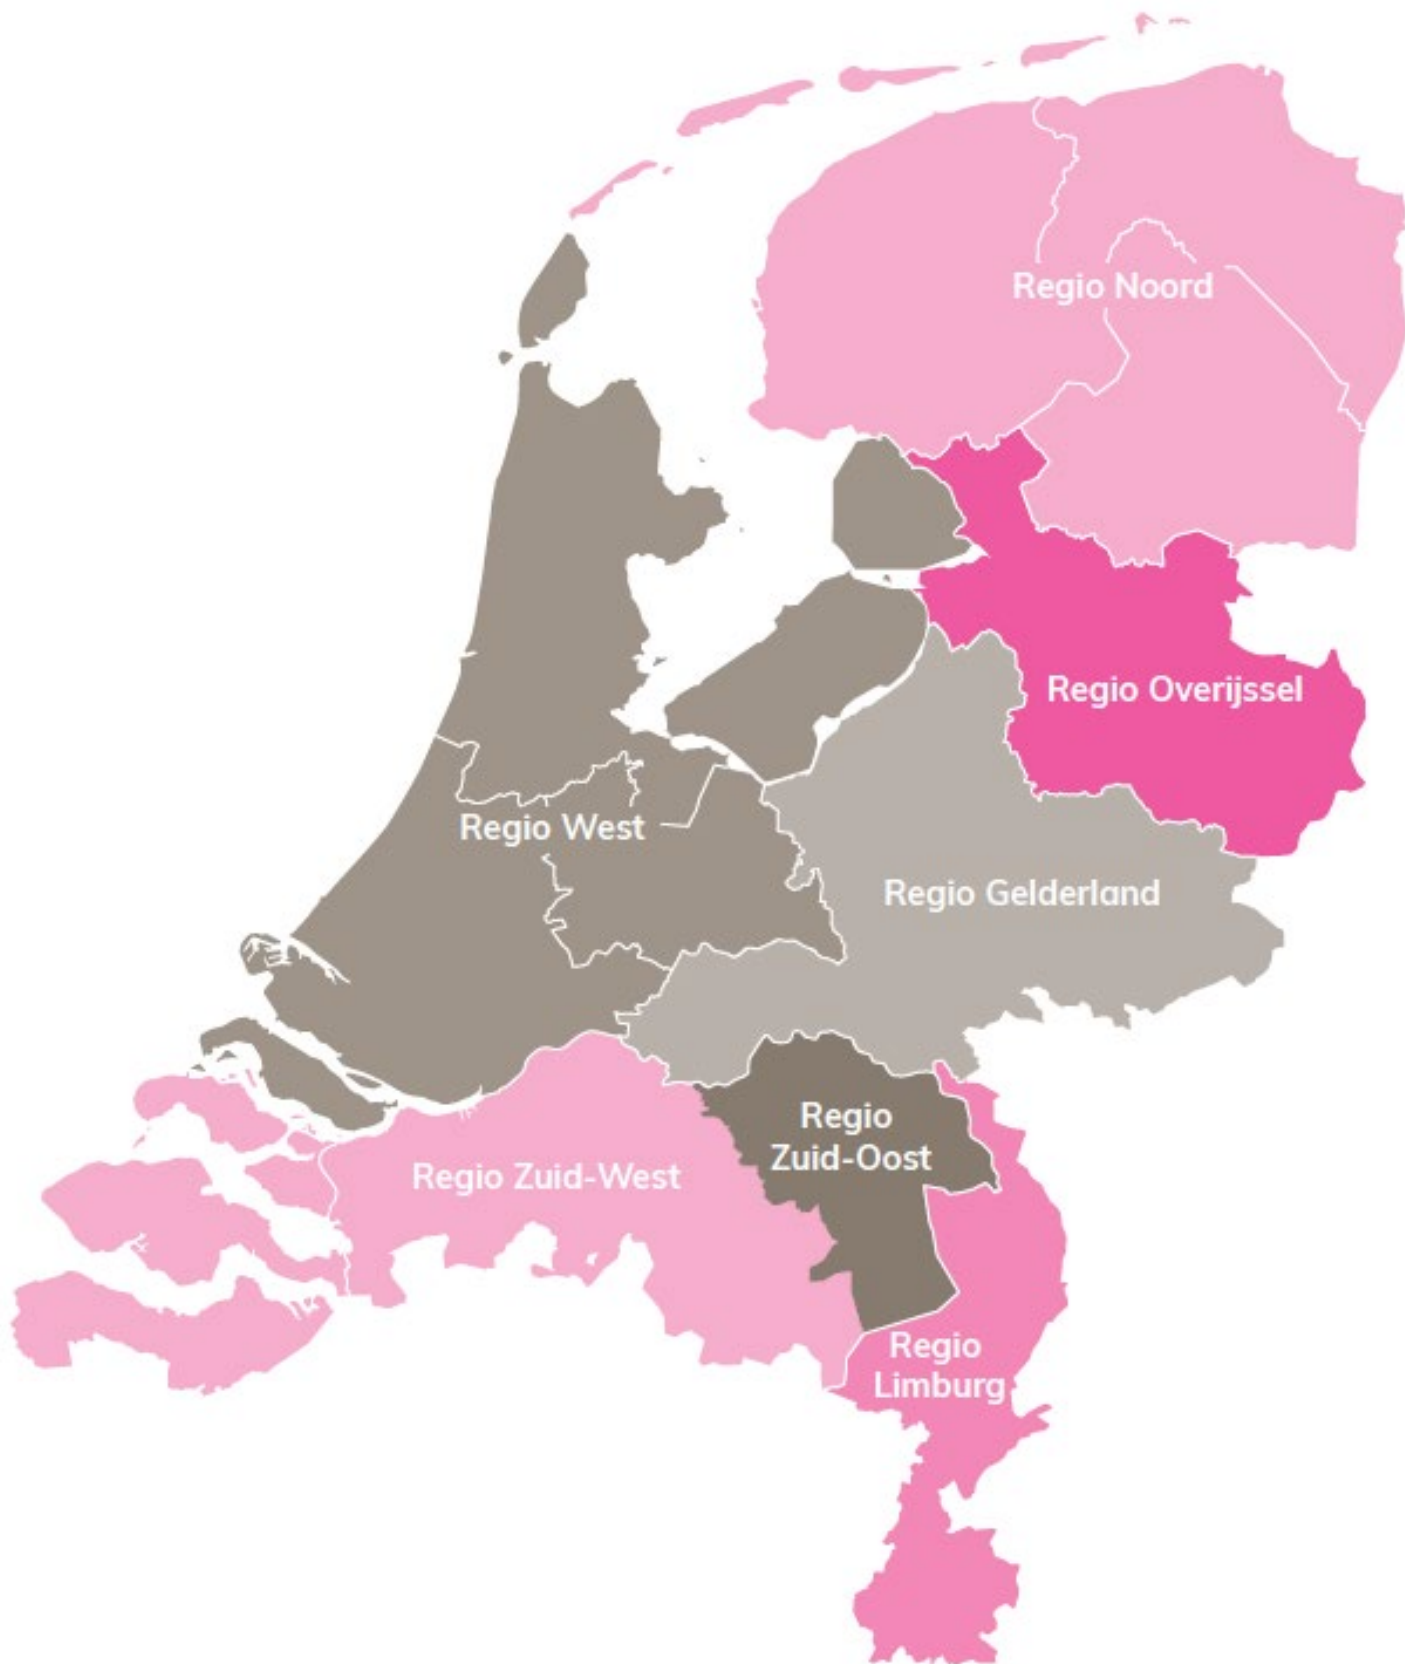 Regio Noord
Regio Overijssel
Regio West
Regio Gelderland
Regio
Zuid-Oost
Regio Zuid-West
Regio
Limburg